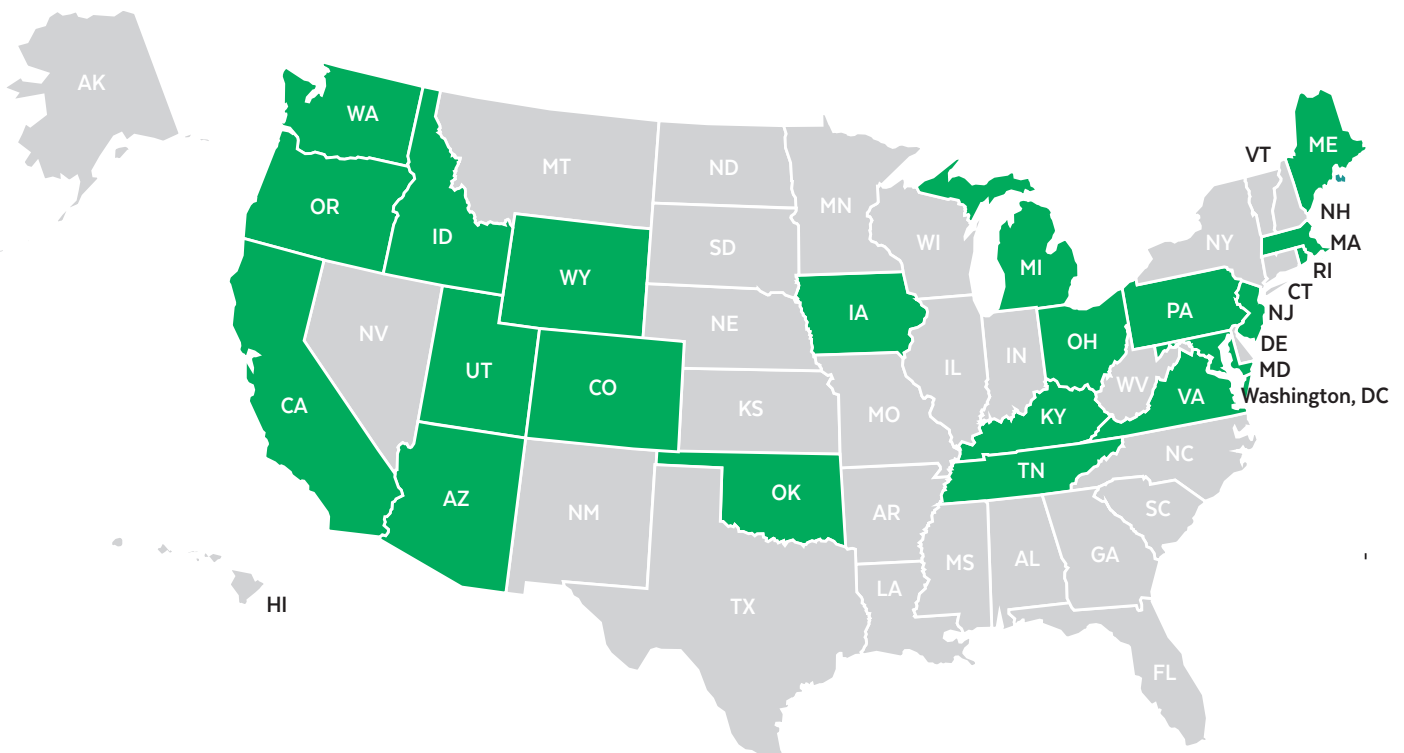 AK
WA
ME
VT
MT
ND
OR
MN
NH
ID
SD
WI
NY
MA
MI
RI
WY
CT
IA
PA
NJ
NE
NV
OH
DE
IN
UT
IL
MD
CO
WV
VA
Washington, DC
CA
KS
MO
KY
NC
TN
AZ
OK
NM
AR
SC
MS
AL
GA
LA
HI
TX
FL